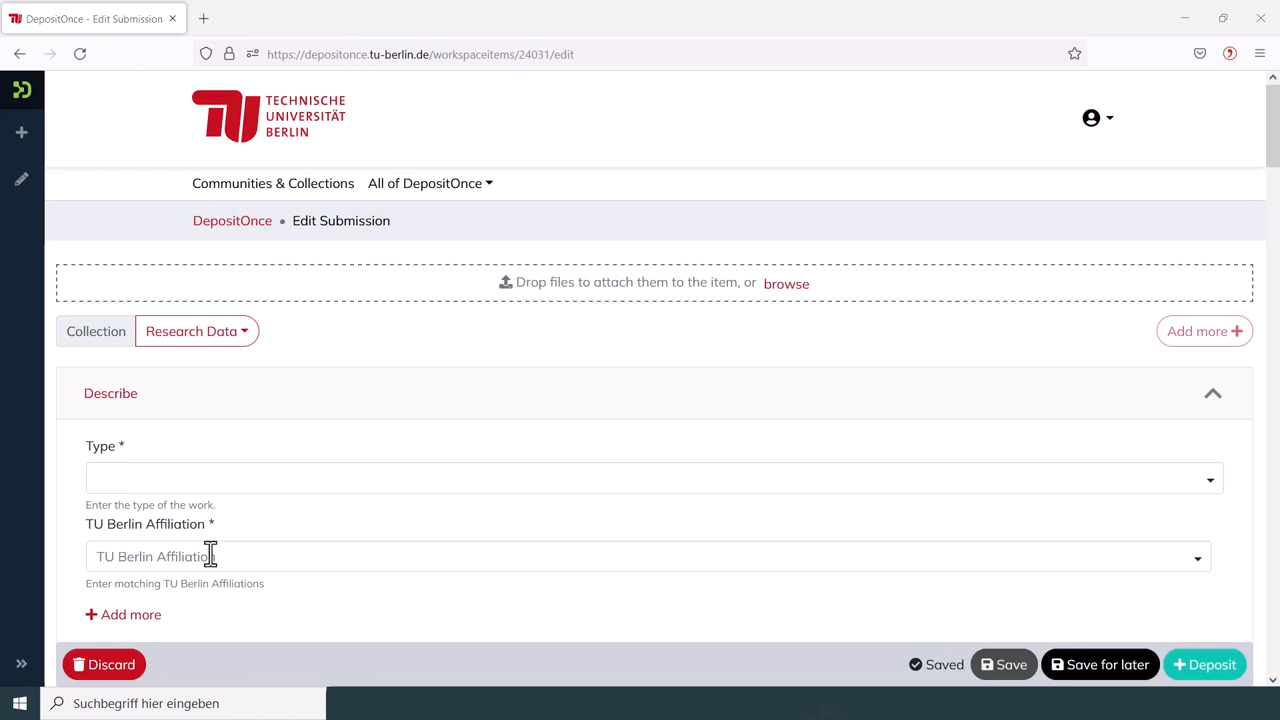 DepositOnce - Edit Submission
https://depositonce.tu-berlin.de/workspaceitems/24031/edit
TECHNISCHE
UNIVERSITÄT
BERLIN
Communities & Collections All of DepositOnce
DepositOnce • Edit Submission
Drop files to attach them to the item, or browse
Collection Research Data Add more
Describe
Type *
Enter the type of the work.
TU Berlin Affiliation *
TU Berlin Affiliation
Enter matching TU Berlin Affiliations
Add more
Discard Saved Save Save for later Deposit
Suchbegriff hier eingeben